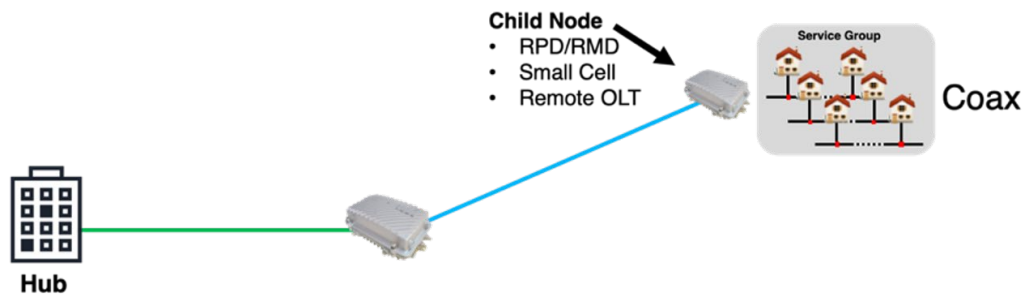 Child Node
• RPD/RMD
• Small Cell
• Remote OLT
Service Group
Coax
Hub